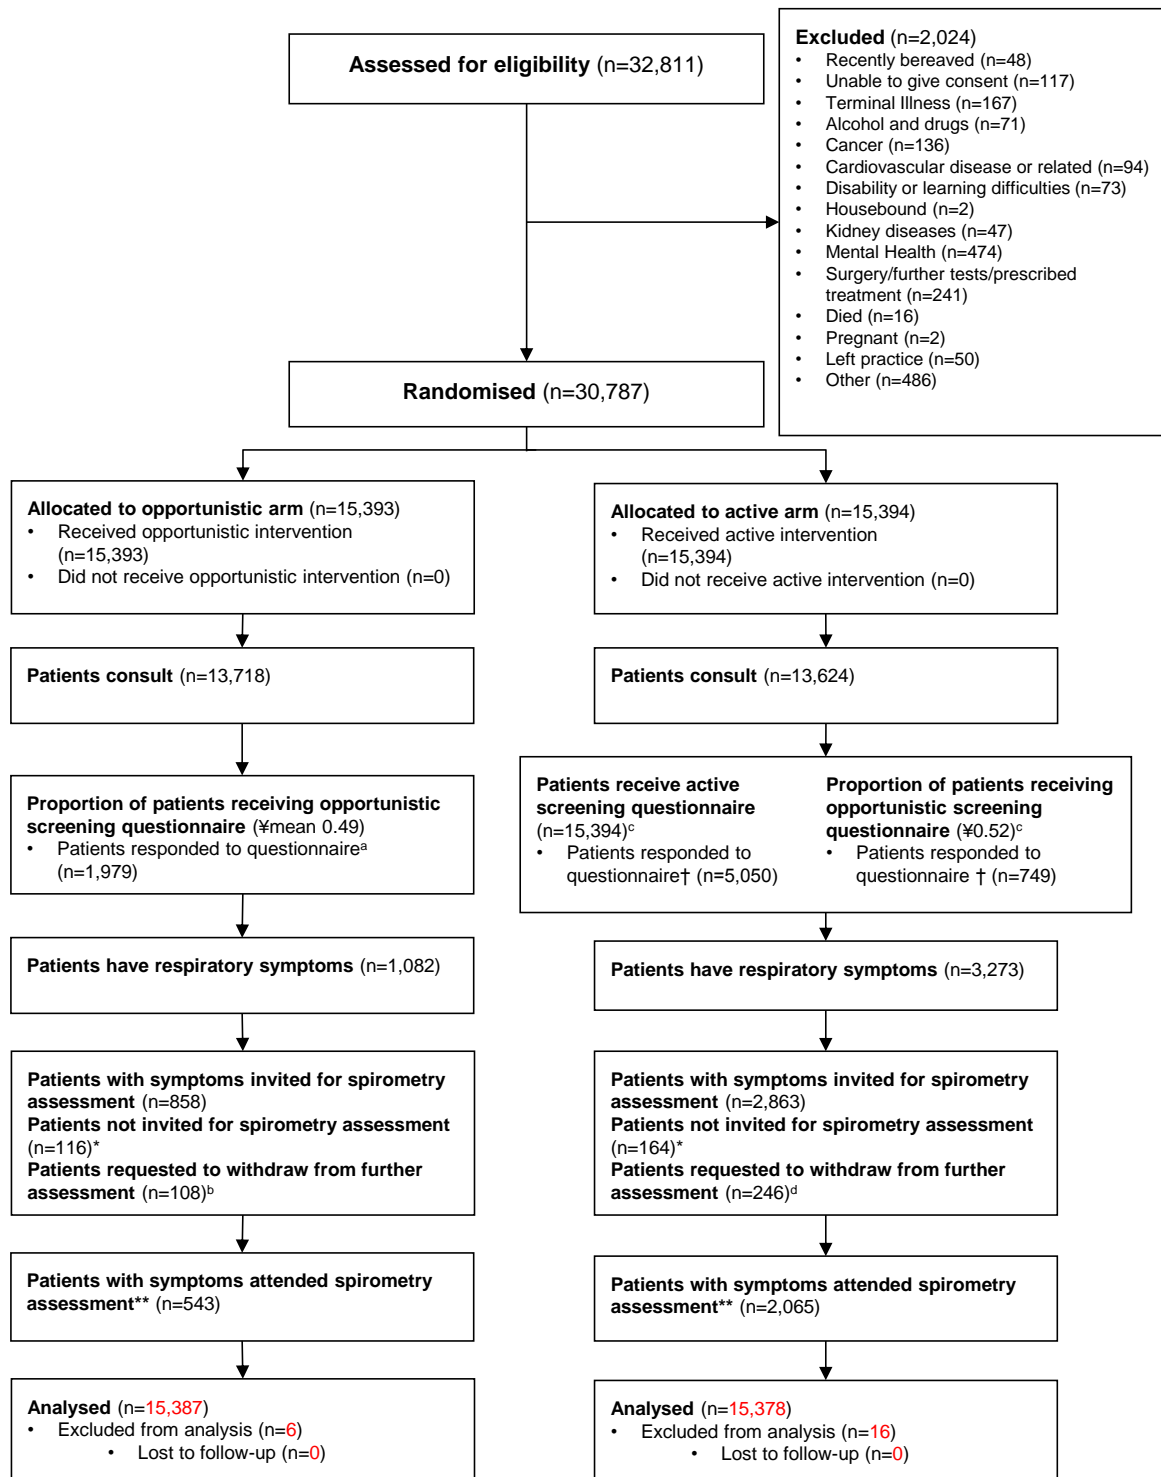 Assessed for eligibility (n=32,811)
Excluded (n=2,024)
• Recently bereaved (n=48)
• Unable to give consent (n=117)
• Terminal Illness (n=167)
• Alcohol and drugs (n=71)
• Cancer (n=136)
• Cardiovascular disease or related (n=94)
• Disability or learning difficulties (n=73)
• Housebound (n=2)
• Kidney diseases (n=47)
• Mental Health (n=474)
• Surgery/further tests/prescribed
treatment (n=241)
• Died (n=16)
• Pregnant (n=2)
• Left practice (n=50)
• Other (n=486)
Randomised (n=30,787)
Allocated to opportunistic arm (n=15,393)
• Received opportunistic intervention
(n=15,393)
• Did not receive opportunistic intervention (n=0)
Allocated to active arm (n=15,394)
• Received active intervention
(n=15,394)
• Did not receive active intervention (n=0)
Patients consult (n=13,718)
Patients consult (n=13,624)
Proportion of patients receiving opportunistic
screening questionnaire (¥mean 0.49)
• Patients responded to questionnaireᵃ
(n=1,979)
Patients receive active
screening questionnaire
(n=15,394)ᶜ
• Patients responded to
questionnaire† (n=5,050)
Proportion of patients receiving
opportunistic screening
questionnaire (¥0.52)ᶜ
• Patients responded to
questionnaire † (n=749)
Patients have respiratory symptoms (n=1,082)
Patients have respiratory symptoms (n=3,273)
Patients with symptoms invited for spirometry
assessment (n=858)
Patients not invited for spirometry assessment
(n=116)*
Patients requested to withdraw from further
assessment (n=108)ᵇ
Patients with symptoms invited for spirometry
assessment (n=2,863)
Patients not invited for spirometry assessment
(n=164)*
Patients requested to withdraw from further
assessment (n=246)ᵈ
Patients with symptoms attended spirometry
assessment** (n=543)
Patients with symptoms attended spirometry
assessment** (n=2,065)
Analysed (n=15,387)
• Excluded from analysis (n=6)
• Lost to follow-up (n=0)
Analysed (n=15,378)
• Excluded from analysis (n=16)
• Lost to follow-up (n=0)